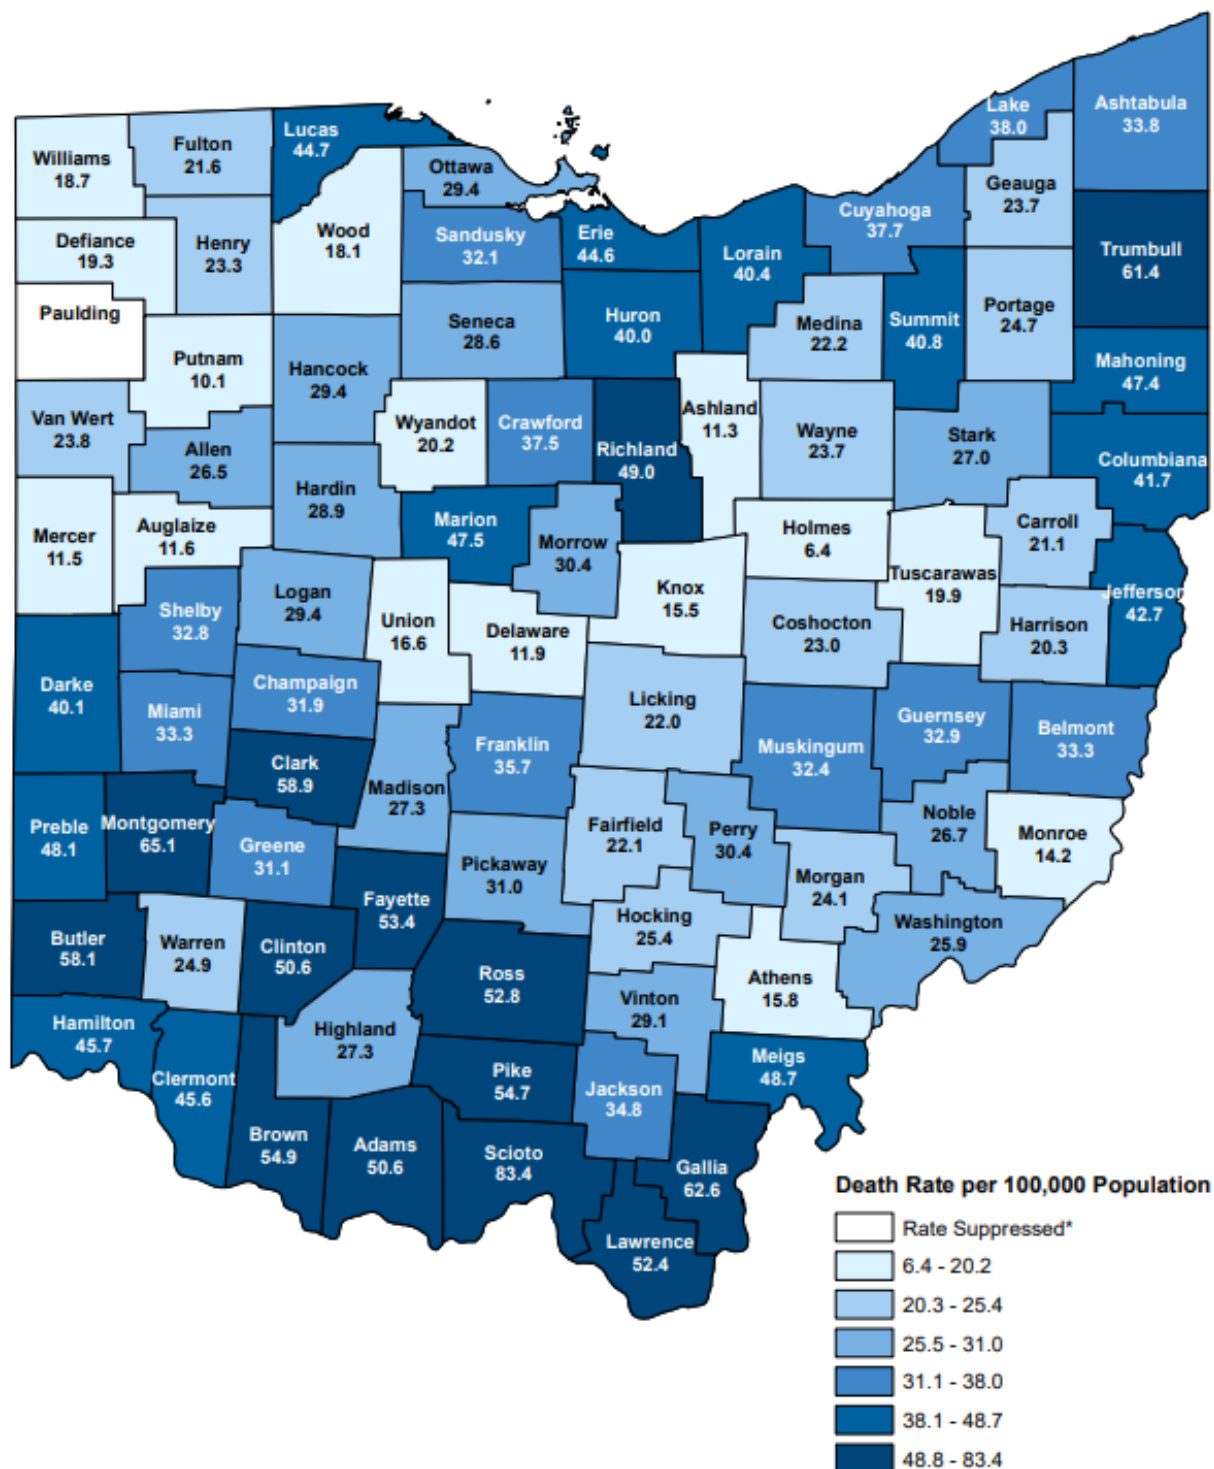 Lake
38.0
Ashtabula
33.8
Lucas
44.7
Fulton
21.6
Williams
18.7
Ottawa
29.4
Geauga
23.7
Cuyahoga
37.7
Wood
18.1
Sandusky
32.1
Erie
44.6
Defiance
19.3
Henry
23.3
Lorain
40.4
Trumbull
61.4
Paulding
Seneca
28.6
Huron
40.0
Medina
22.2
Summit
40.8
Portage
24.7
Putnam
10.1
Hancock
29.4
Mahoning
47.4
Van Wert
23.8
Allen
26.5
Wyandot
20.2
Crawford
37.5
Richland
49.0
Ashland
11.3
Wayne
23.7
Stark
27.0
Columbiana
41.7
Hardin
28.9
Mercer
11.5
Auglaize
11.6
Marion
47.5
Morrow
30.4
Holmes
6.4
Carroll
21.1
Tuscarawas
19.9
Jefferson
42.7
Shelby
32.8
Logan
29.4
Union
16.6
Delaware
11.9
Knox
15.5
Coshocton
23.0
Harrison
20.3
Darke
40.1
Miami
33.3
Champaign
31.9
Licking
22.0
Guernsey
32.9
Belmont
33.3
Franklin
35.7
Muskingum
32.4
Clark
58.9
Madison
27.3
Preble
48.1
Montgomery
65.1
Greene
31.1
Fairfield
22.1
Perry
30.4
Noble
26.7
Monroe
14.2
Pickaway
31.0
Morgan
24.1
Fayette
53.4
Hocking
25.4
Washington
25.9
Butler
58.1
Warren
24.9
Clinton
50.6
Ross
52.8
Athens
15.8
Vinton
29.1
Hamilton
45.7
Highland
27.3
Meigs
48.7
Clermont
45.6
Pike
54.7
Jackson
34.8
Brown
54.9
Adams
50.6
Scioto
83.4
Gallia
62.6
Lawrence
52.4
Death Rate per 100,000 Population
Rate Suppressed*
6.4 - 20.2
20.3 - 25.4
25.5 - 31.0
31.1 - 38.0
38.1 - 48.7
48.8 - 83.4